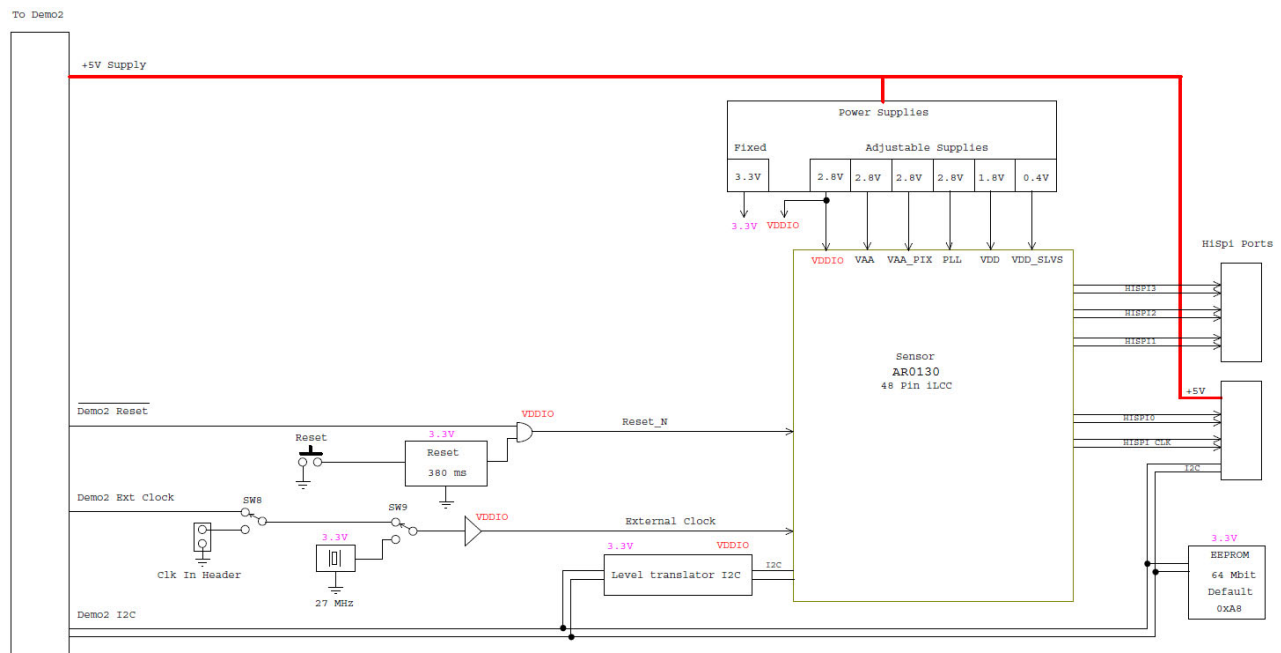 To Demo2
+5V Supply
Power Supplies
Fixed
Adjustable Supplies
3.3V
2.8V
2.8V
2.8V
2.8V
1.8V
0.4V
3.3V
VDDIO
HiSpi Ports
VDDIO
VAA
VAA_PIX
PLL
VDD
VDD_SLVS
HISPI3
HISPI2
HISPI1
Sensor
AR0130
48 Pin iLCC
+5V
Demo2 Reset
VDDIO
Reset_N
HISPI0
3.3V
Reset
Reset
380 ms
HISPI CLK
I2C
Demo2 Ext Clock
SW8
SW9
VDDIO
External Clock
3.3V
3.3V
VDDIO
3.3V
Clk In Header
27 MHz
Level translator I2C
I2C
EEPROM
64 Mbit
Default
0xA8
Demo2 I2C